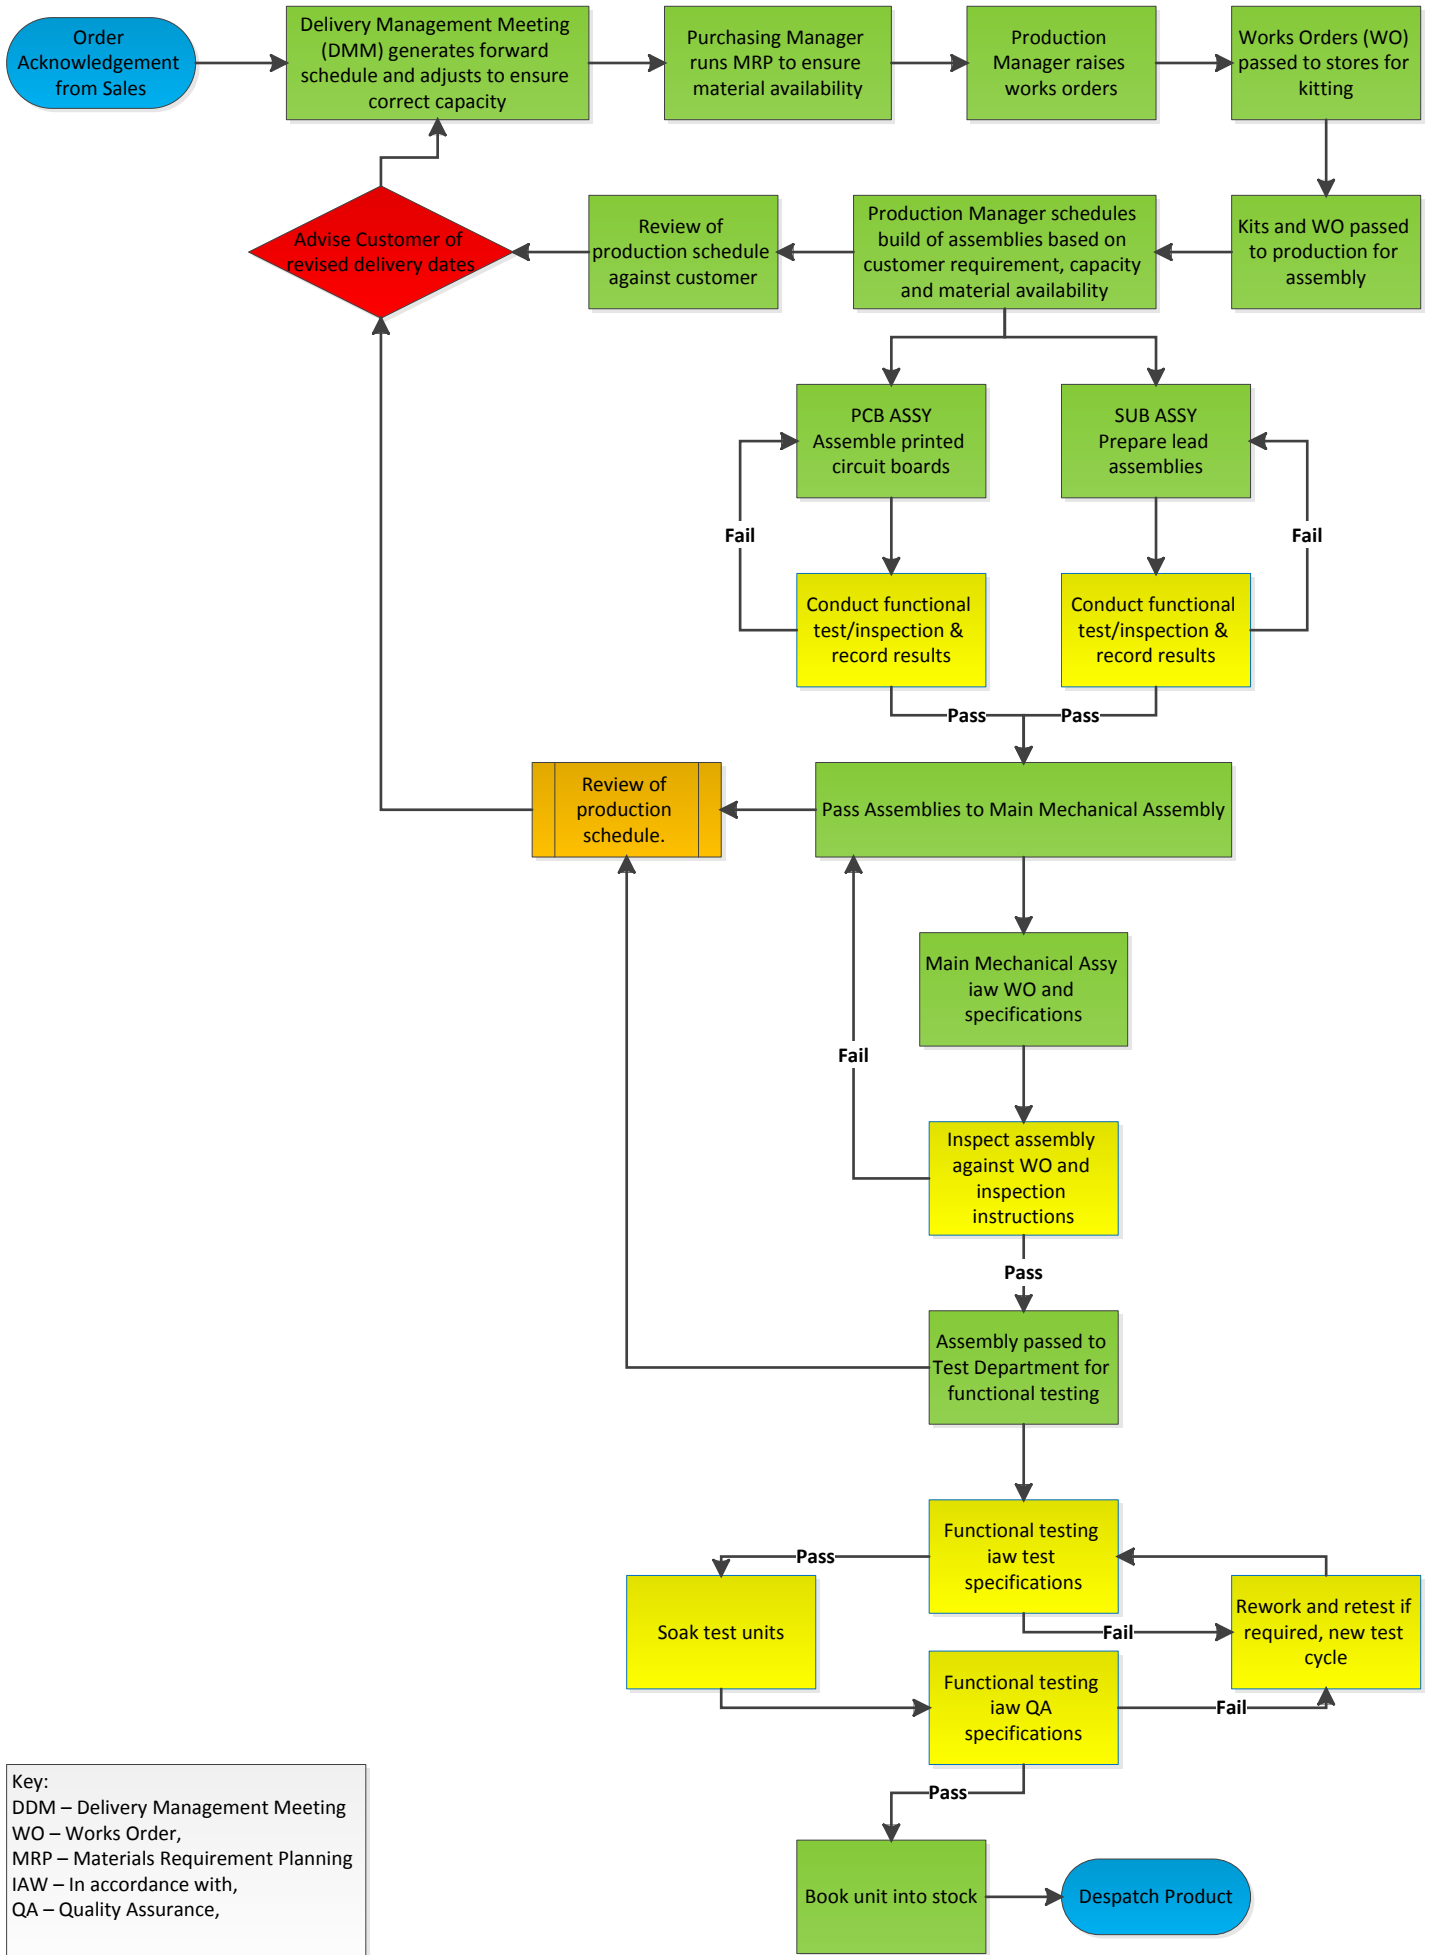 Order
Acknowledgement
from Sales
Delivery Management Meeting
(DMM) generates forward
schedule and adjusts to ensure
correct capacity
Purchasing Manager
runs MRP to ensure
material availability
Production
Manager raises
works orders
Works Orders (WO)
passed to stores for
kitting
Advise Customer of
revised delivery dates
Review of
production schedule
against customer
Production Manager schedules
build of assemblies based on
customer requirement, capacity
and material availability
Kits and WO passed
to production for
assembly
PCB ASSY
Assemble printed
circuit boards
SUB ASSY
Prepare lead
assemblies
Fail
Fail
Conduct functional
test/inspection &
record results
Conduct functional
test/inspection &
record results
Pass
Pass
Review of
production
schedule.
Pass Assemblies to Main Mechanical Assembly
Main Mechanical Assy
iaw WO and
specifications
Fail
Inspect assembly
against WO and
inspection
instructions
Pass
Assembly passed to
Test Department for
functional testing
Functional testing
iaw test
specifications
Pass
Soak test units
Fail
Rework and retest if
required, new test
cycle
Functional testing
iaw QA
specifications
Fail
Pass
Book unit into stock
Despatch Product
Key:
DDM – Delivery Management Meeting
WO – Works Order,
MRP – Materials Requirement Planning
IAW – In accordance with,
QA – Quality Assurance,